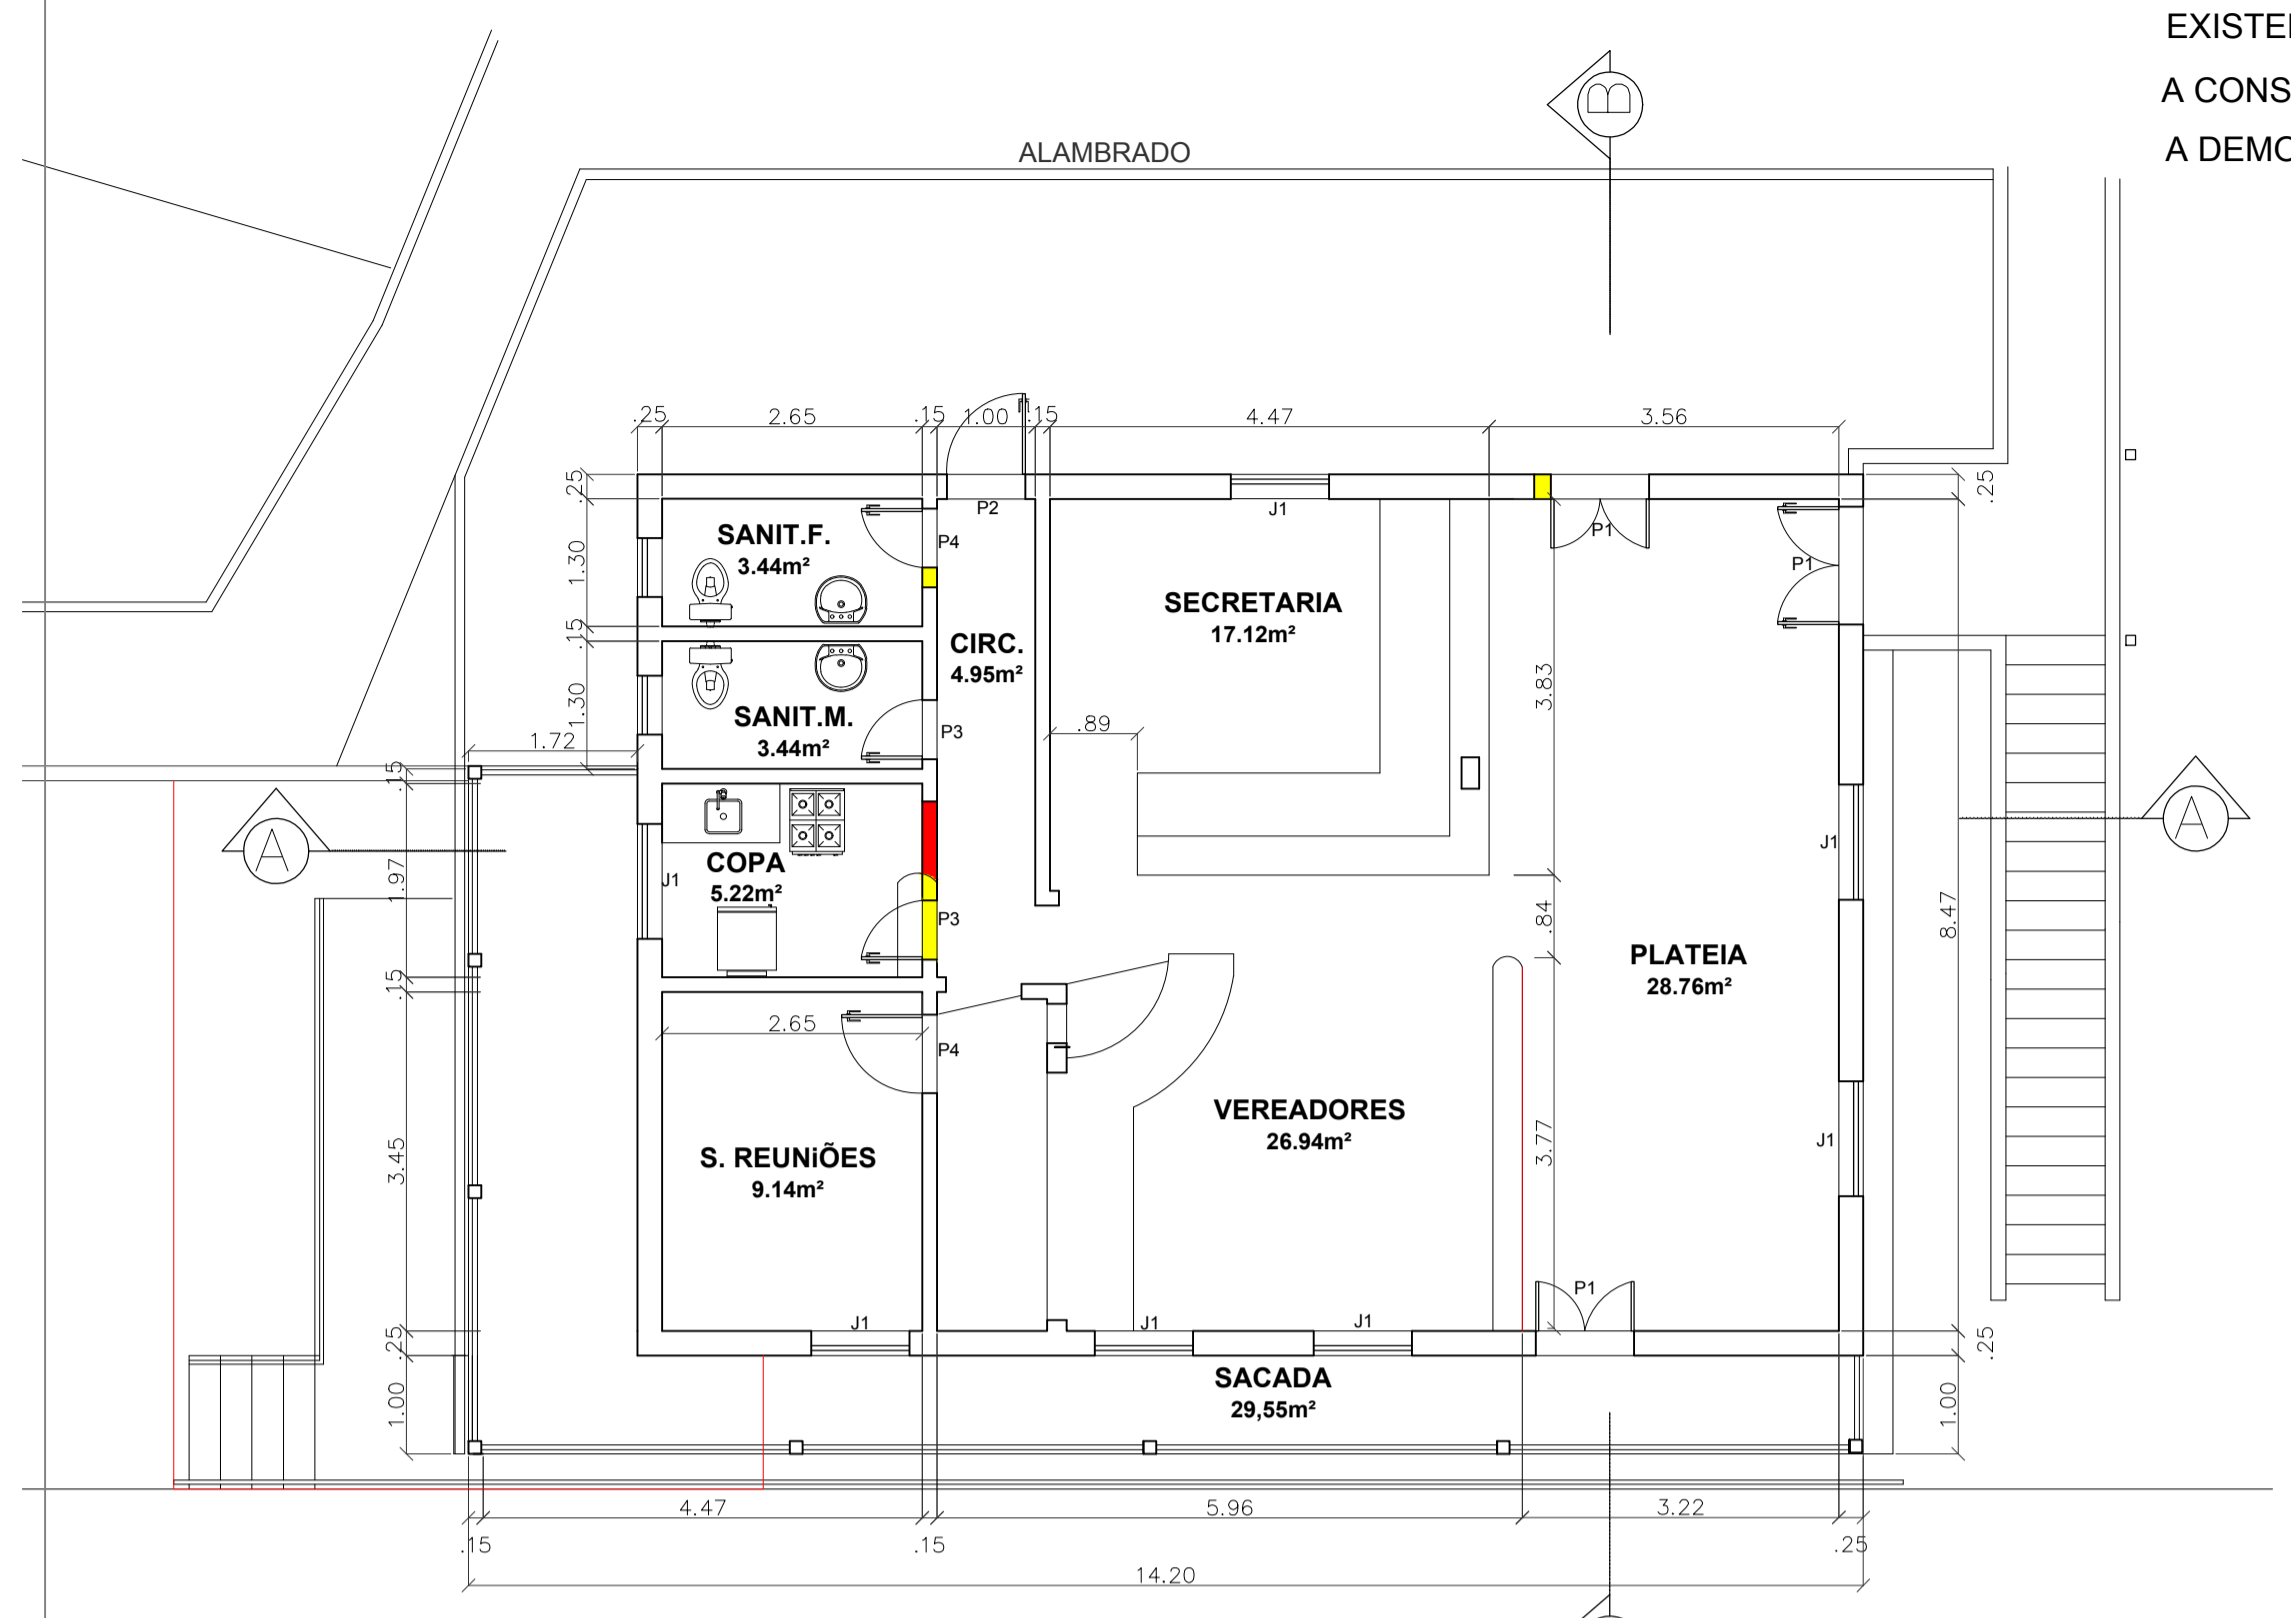 EXISTE
A CONS
A DEMO
B
ALAMBRADO
.25
2.65
.15
1.00
.15
4.47
3.56
.25
.25
P2
J1
P1
SANIT.F.
3.44m²
P4
1.30
P1
SECRETARIA
17.12m²
.15
CIRC.
4.95m²
3.83
1.30
SANIT.M.
3.44m²
P3
.89
1.72
.15
A
A
1.97
COPA
5.22m²
J1
J1
P3
.84
8.47
PLATEIA
28.76m²
.15
2.65
P4
VEREADORES
26.94m²
3.77
J1
3.45
S. REUNiÕES
9.14m²
P1
J1
J1
J1
.25
.25
SACADA
29,55m²
1.00
1.00
4.47
5.96
3.22
.15
.15
.25
14.20